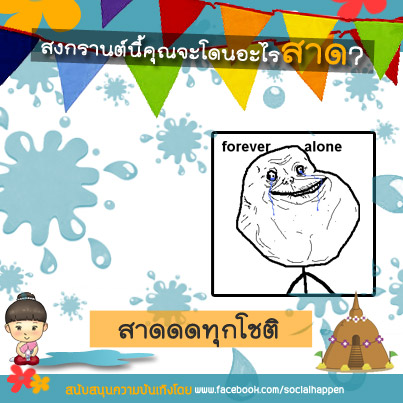 สงกรานต์นี้คุณจะโดนอะไรสาด?
forever alone
สาดดดทุกโชติ
สนับสนุนความบันเทิงโดย www.facebook.com/socialhappen